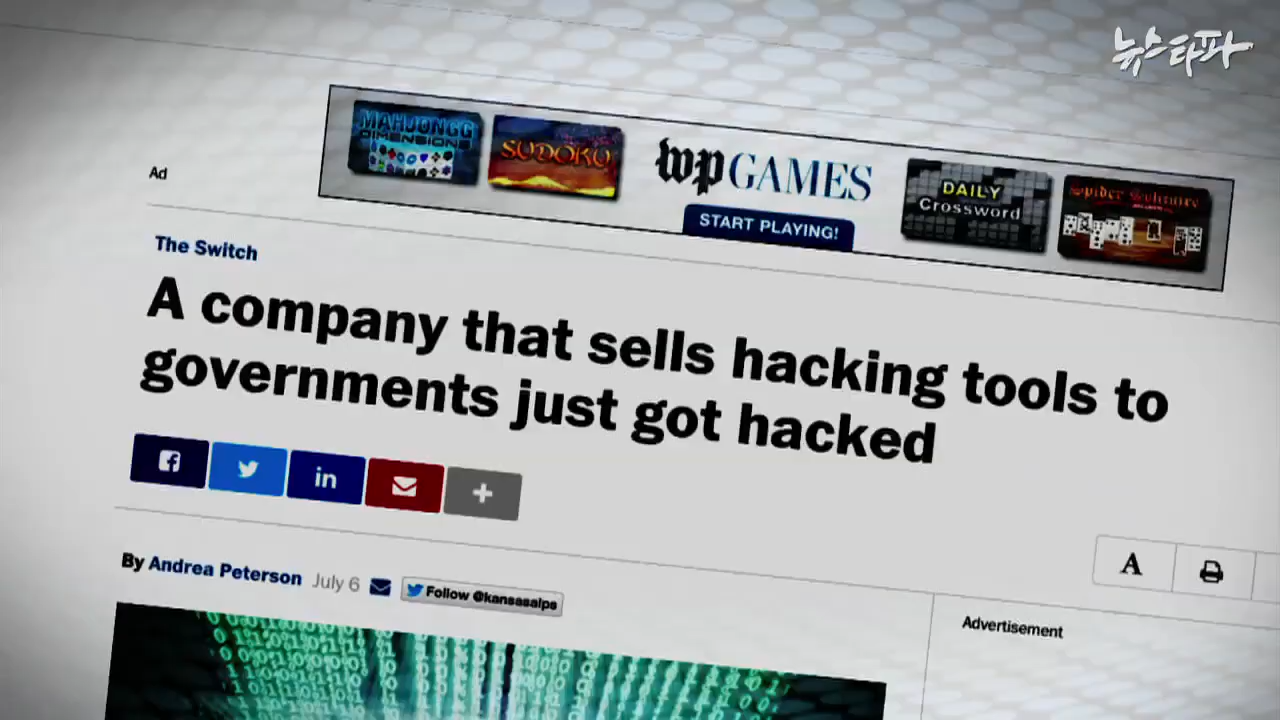 뉴스타파
MAHJONGG
DIMENSIONS
SUDOKU
wp GAMES
START PLAYING!
DAILY
Crossword
Spider Solitaire
Ad
The Switch
A company that sells hacking tools to
governments just got hacked
in
By Andrea Peterson July 6 Follow @kansasalps
A
Advertisement